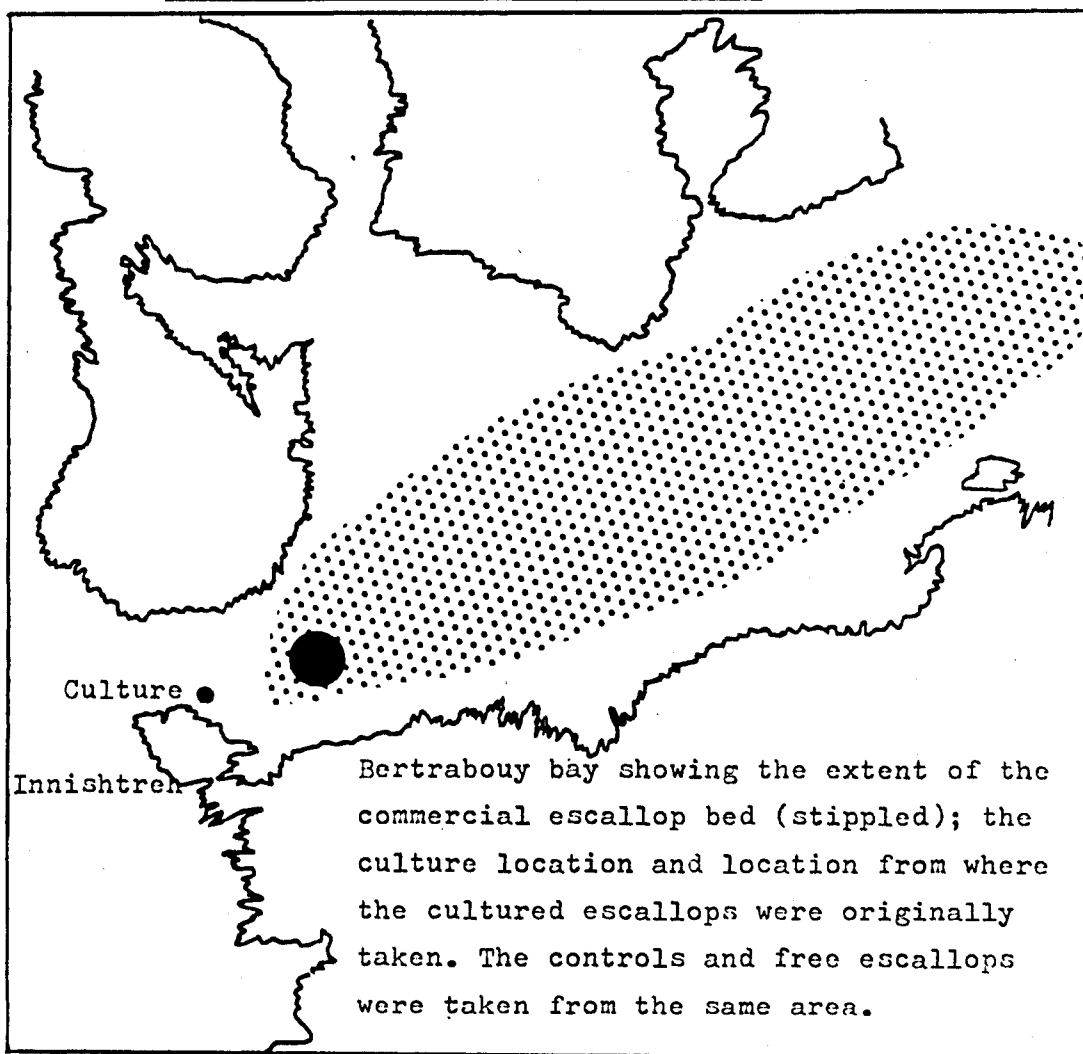 Culture
Innishtreh
Bertrabouy bay showing the extent of the
commercial escallop bed (stippled); the
culture location and location from where
the cultured escallops were originally
taken. The controls and free escallops
were taken from the same area.